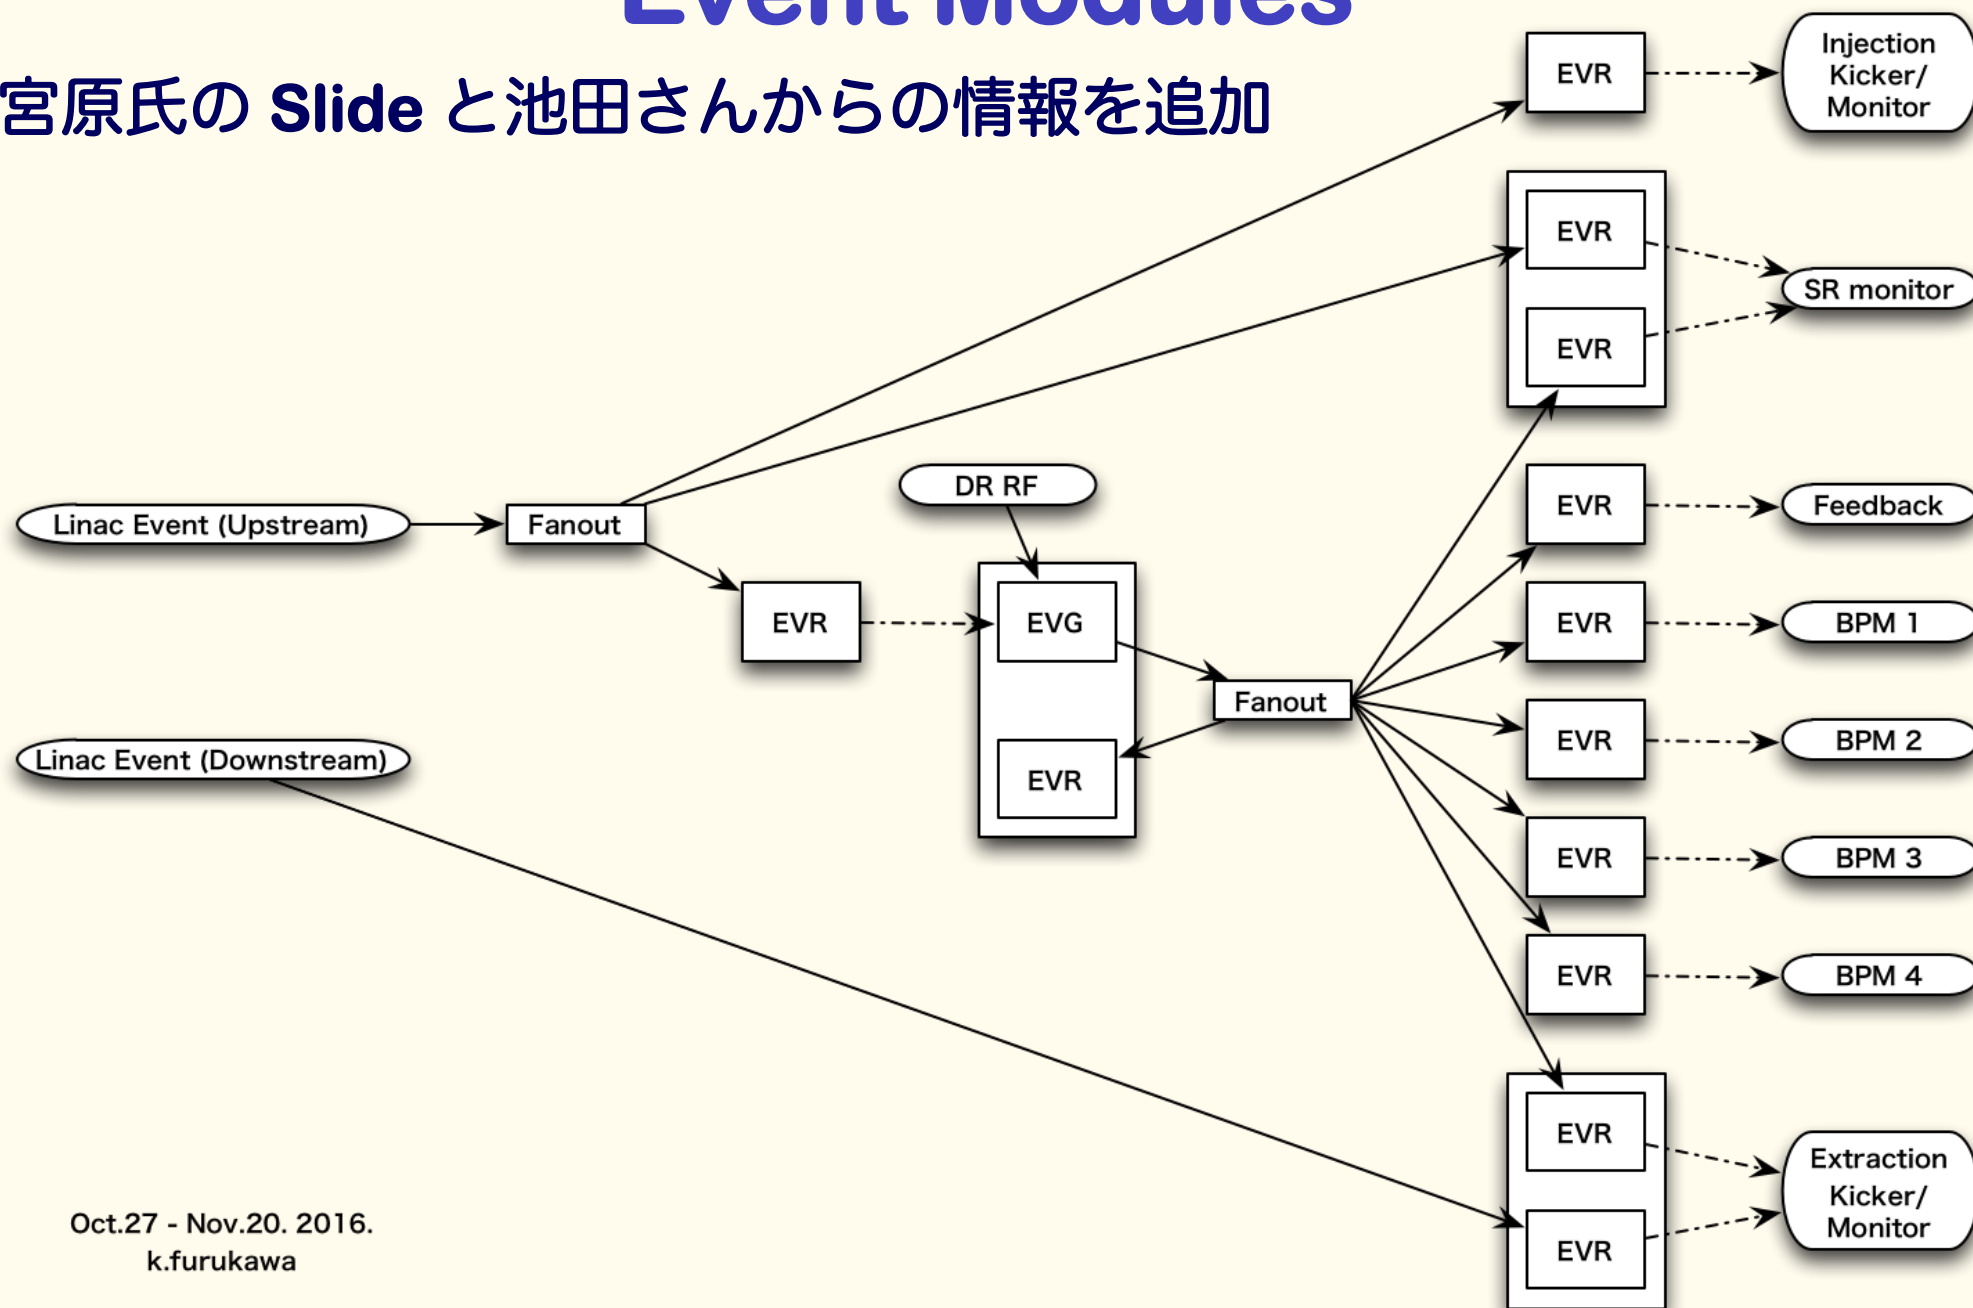 Event Modules
宮原氏の Slide と池田さんからの情報を追加
EVR
Injection
Kicker/
Monitor
EVR
SR monitor
EVR
DR RF
EVR
Feedback
Linac Event (Upstream)
Fanout
EVR
EVG
EVR
BPM 1
Fanout
EVR
BPM 2
Linac Event (Downstream)
EVR
EVR
BPM 3
EVR
BPM 4
EVR
Extraction
Kicker/
Monitor
EVR
Oct.27 - Nov.20. 2016.
k.furukawa